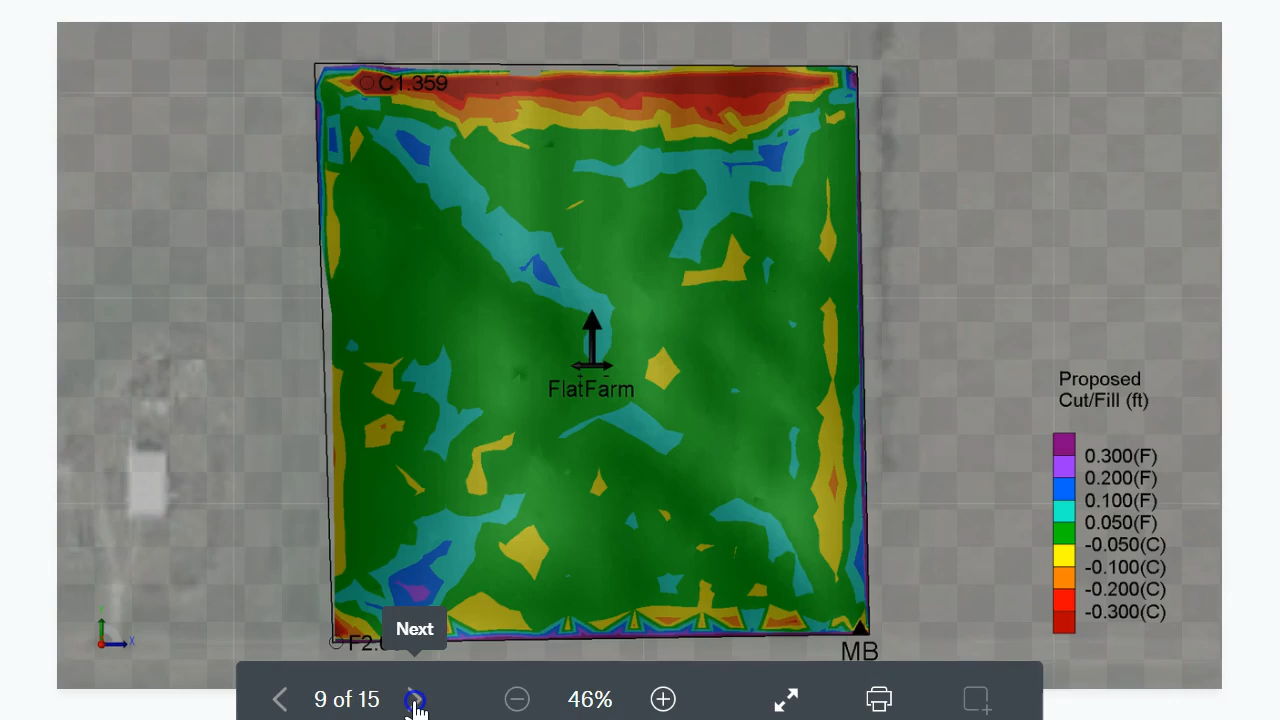 C1.359
FlatFarm
Proposed
Cut/Fill (ft)
0.300(F)
0.200(F)
0.100(F)
0.050(F)
-0.050(C)
-0.100(C)
-0.200(C)
-0.300(C)
MB
Y
X
Next
9 of 15
46%